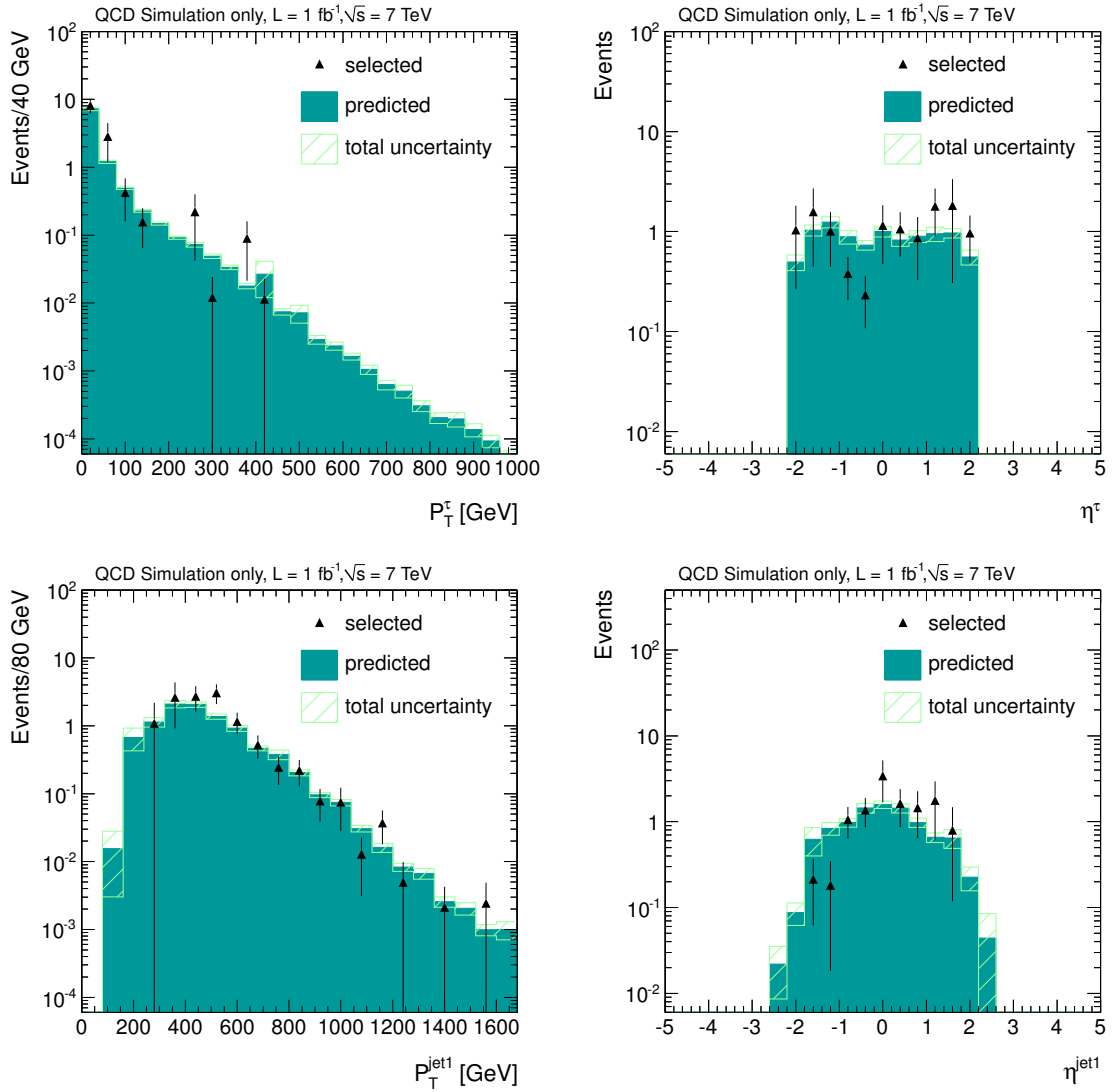 QCD Simulation only, L = 1 fb⁻¹,√s = 7 TeV
Events/40 GeV
10²
10
1
10⁻¹
10⁻²
10⁻³
10⁻⁴
selected
predicted
total uncertainty
0 100 200 300 400 500 600 700 800 900 1000
P_T^τ [GeV]
QCD Simulation only, L = 1 fb⁻¹,√s = 7 TeV
Events
10²
10
1
10⁻¹
10⁻²
selected
predicted
total uncertainty
-5 -4 -3 -2 -1 0 1 2 3 4 5
η^τ
QCD Simulation only, L = 1 fb⁻¹,√s = 7 TeV
Events/80 GeV
10²
10
1
10⁻¹
10⁻²
10⁻³
10⁻⁴
selected
predicted
total uncertainty
0 200 400 600 800 1000 1200 1400 1600
P_T^jet1 [GeV]
QCD Simulation only, L = 1 fb⁻¹,√s = 7 TeV
Events
10²
10
1
10⁻¹
10⁻²
selected
predicted
total uncertainty
-5 -4 -3 -2 -1 0 1 2 3 4 5
η^jet1